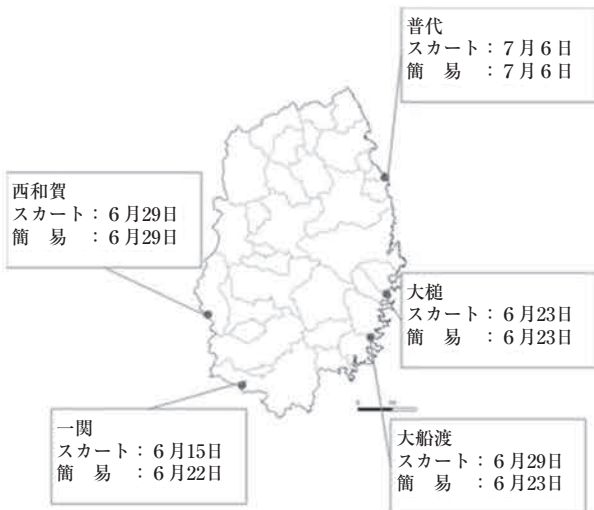 普代
スカート：７月６日
簡　易　：７月６日
西和賀
スカート：６月29日
簡　易　：６月29日
大槌
スカート：６月23日
簡　易　：６月23日
一関
スカート：６月15日
簡　易　：６月22日
大船渡
スカート：６月29日
簡　易　：６月23日